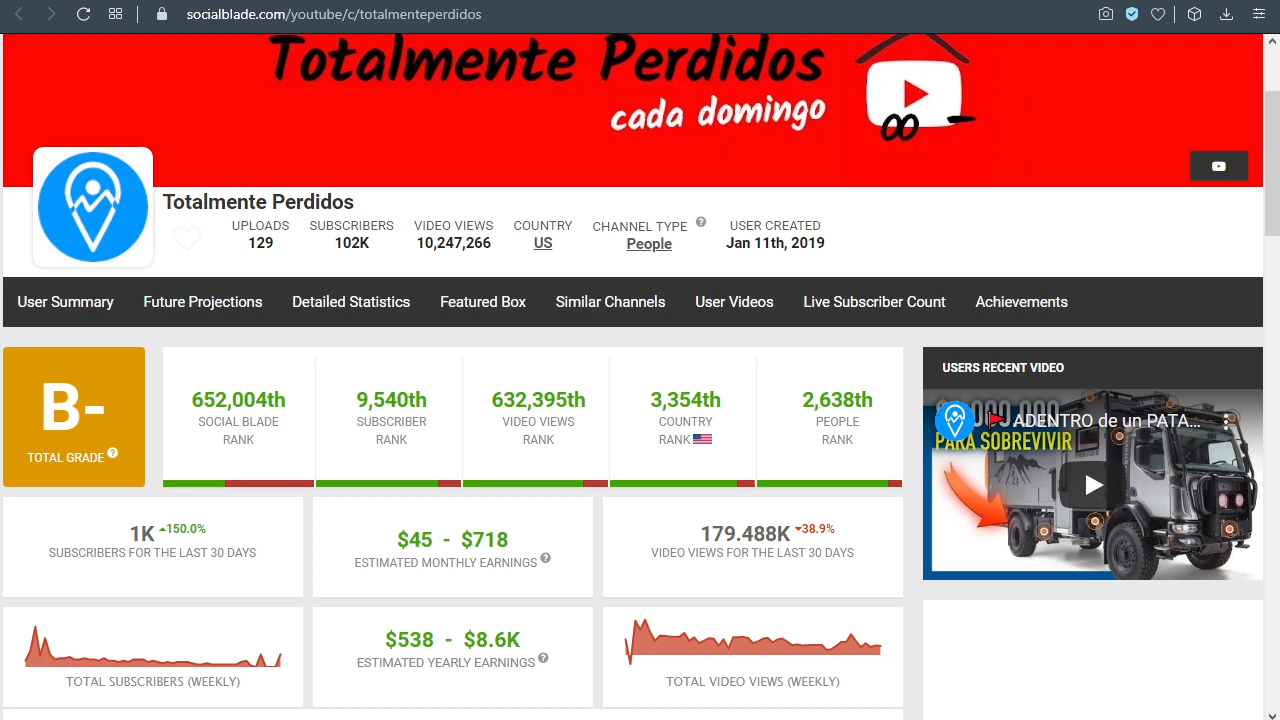 socialblade.com/youtube/c/totalmenteperdidos
Totalmente Perdidos
cada domingo
Totalmente Perdidos
UPLOADS SUBSCRIBERS VIDEO VIEWS COUNTRY CHANNEL TYPE ? USER CREATED
129 102K 10,247,266 US People Jan 11th, 2019
User Summary Future Projections Detailed Statistics Featured Box Similar Channels User Videos Live Subscriber Count Achievements
B-
TOTAL GRADE ?
652,004th 9,540th 632,395th 3,354th 2,638th
SOCIAL BLADE SUBSCRIBER VIDEO VIEWS COUNTRY PEOPLE
RANK RANK RANK RANK RANK
USERS RECENT VIDEO
ADENTRO de un PATA...
PARA SOBREVIVIR
1K 150.0%
SUBSCRIBERS FOR THE LAST 30 DAYS
$45 - $718
ESTIMATED MONTHLY EARNINGS ?
179.488K 38.9%
VIDEO VIEWS FOR THE LAST 30 DAYS
TOTAL SUBSCRIBERS (WEEKLY)
$538 - $8.6K
ESTIMATED YEARLY EARNINGS ?
TOTAL VIDEO VIEWS (WEEKLY)